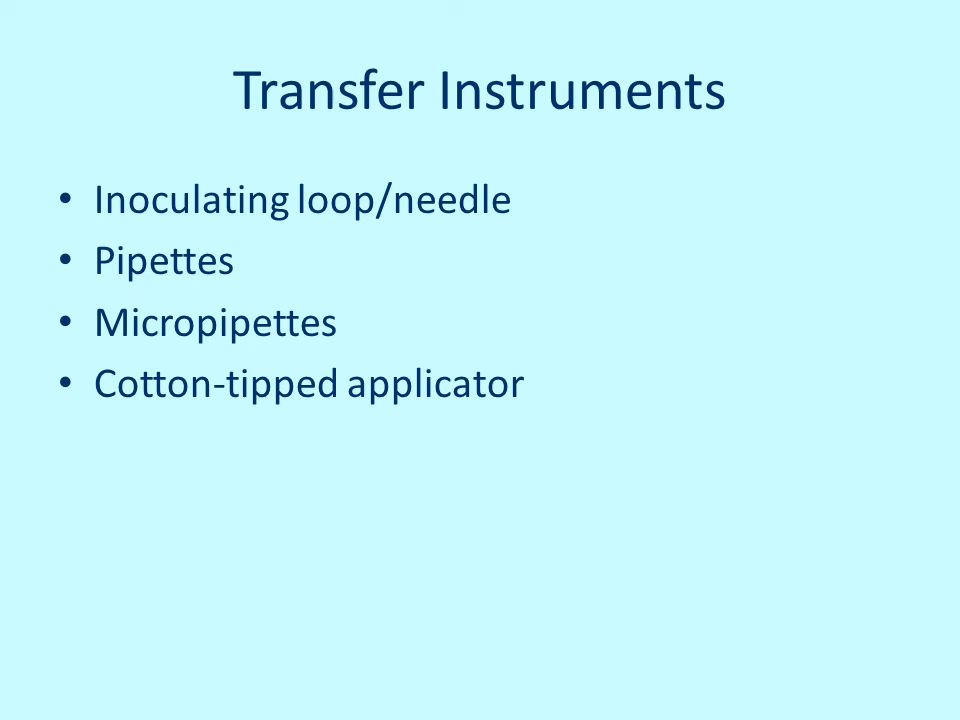 Transfer Instruments
• Inoculating loop/needle
• Pipettes
• Micropipettes
• Cotton-tipped applicator